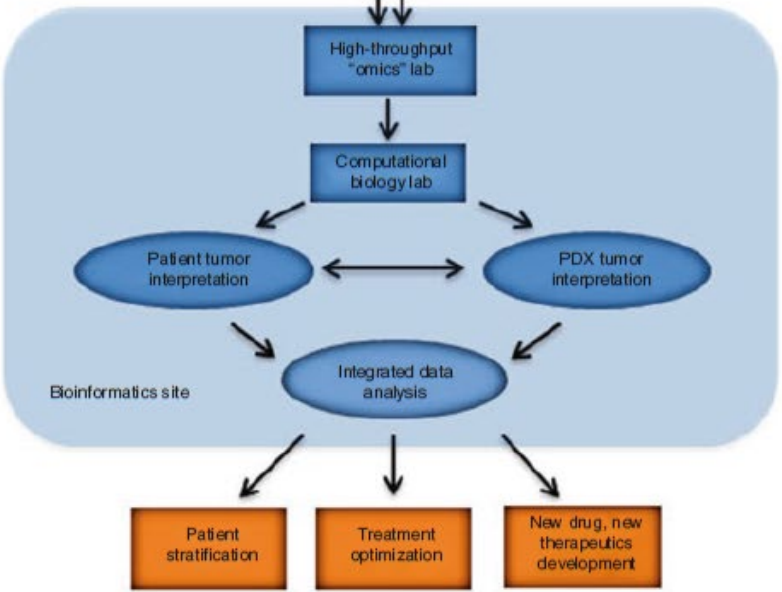 High-throughput
"omics" lab
Computational
biology lab
Patient tumor
interpretation
PDX tumor
interpretation
Integrated data
analysis
Bioinformatics site
Patient
stratification
Treatment
optimization
New drug, new
therapeutics
development